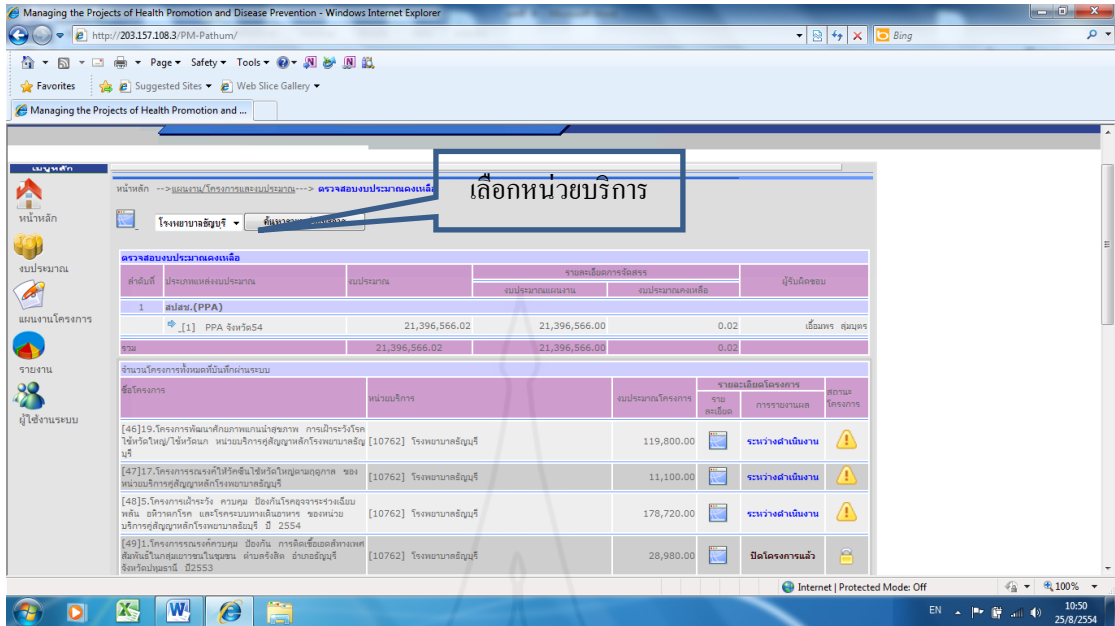 Managing the Projects of Health Promotion and Disease Prevention - Windows Internet Explorer
http://203.157.108.3/PM-Pathum/
Bing
Page Safety Tools
Favorites Suggested Sites Web Slice Gallery
Managing the Projects of Health Promotion and ...
เมนูหลัก
หน้าหลัก
งบประมาณ
แผนงานโครงการ
รายงาน
ผู้ใช้งานระบบ
หน้าหลัก -->แผนงาน/โครงการและงบประมาณ---> ตรวจสอบงบประมาณคงเหลือ
เลือกหน่วยบริการ
โรงพยาบาลธัญบุรี
ตรวจสอบงบประมาณคงเหลือ
ลำดับที่ ประเภทแหล่งงบประมาณ งบประมาณ รายละเอียดการจัดสรร ผู้รับผิดชอบ
งบประมาณแผนงาน งบประมาณคงเหลือ
1 สปสช.(PPA)
[1] PPA จังหวัด54 21,396,566.02 21,396,566.00 0.02 เอื้อมพร สุ่มบุตร
รวม 21,396,566.02 21,396,566.00 0.02
จำนวนโครงการทั้งหมดที่บันทึกผ่านระบบ
ชื่อโครงการ หน่วยบริการ งบประมาณโครงการ รายละเอียดโครงการ สถานะโครงการ
รายละเอียด การรายงานผล
[46]19.โครงการพัฒนาศักยภาพแกนนำสุขภาพ การเฝ้าระวังโรค
ไข้หวัดใหญ่/ไข้หวัดนก หน่วยบริการคู่สัญญาหลักโรงพยาบาลธัญ
บุรี
[10762] โรงพยาบาลธัญบุรี 119,800.00 ระหว่างดำเนินงาน
[47]17.โครงการรณรงค์ให้วัคซีนไข้หวัดใหญ่ตามฤดูกาล ของ
หน่วยบริการคู่สัญญาหลักโรงพยาบาลธัญบุรี
[10762] โรงพยาบาลธัญบุรี 11,100.00 ระหว่างดำเนินงาน
[48]5.โครงการเฝ้าระวัง ควบคุม ป้องกันโรคอุจจาระร่วงเฉียบ
พลัน อหิวาตกโรค และโรคระบบทางเดินอาหาร ของหน่วย
บริการคู่สัญญาหลักโรงพยาบาลธัญบุรี ปี 2554
[10762] โรงพยาบาลธัญบุรี 178,720.00 ระหว่างดำเนินงาน
[49]1.โครงการรณรงค์ควบคุม ป้องกัน การติดเชื้อเอดส์ทางเพศ
สัมพันธ์ในกลุ่มเยาวชนในชุมชน ตำบลรังสิต อำเภอธัญบุรี
จังหวัดปทุมธานี ปี2553
[10762] โรงพยาบาลธัญบุรี 28,980.00 ปิดโครงการแล้ว
Internet | Protected Mode: Off 100%
EN 10:50
25/8/2554